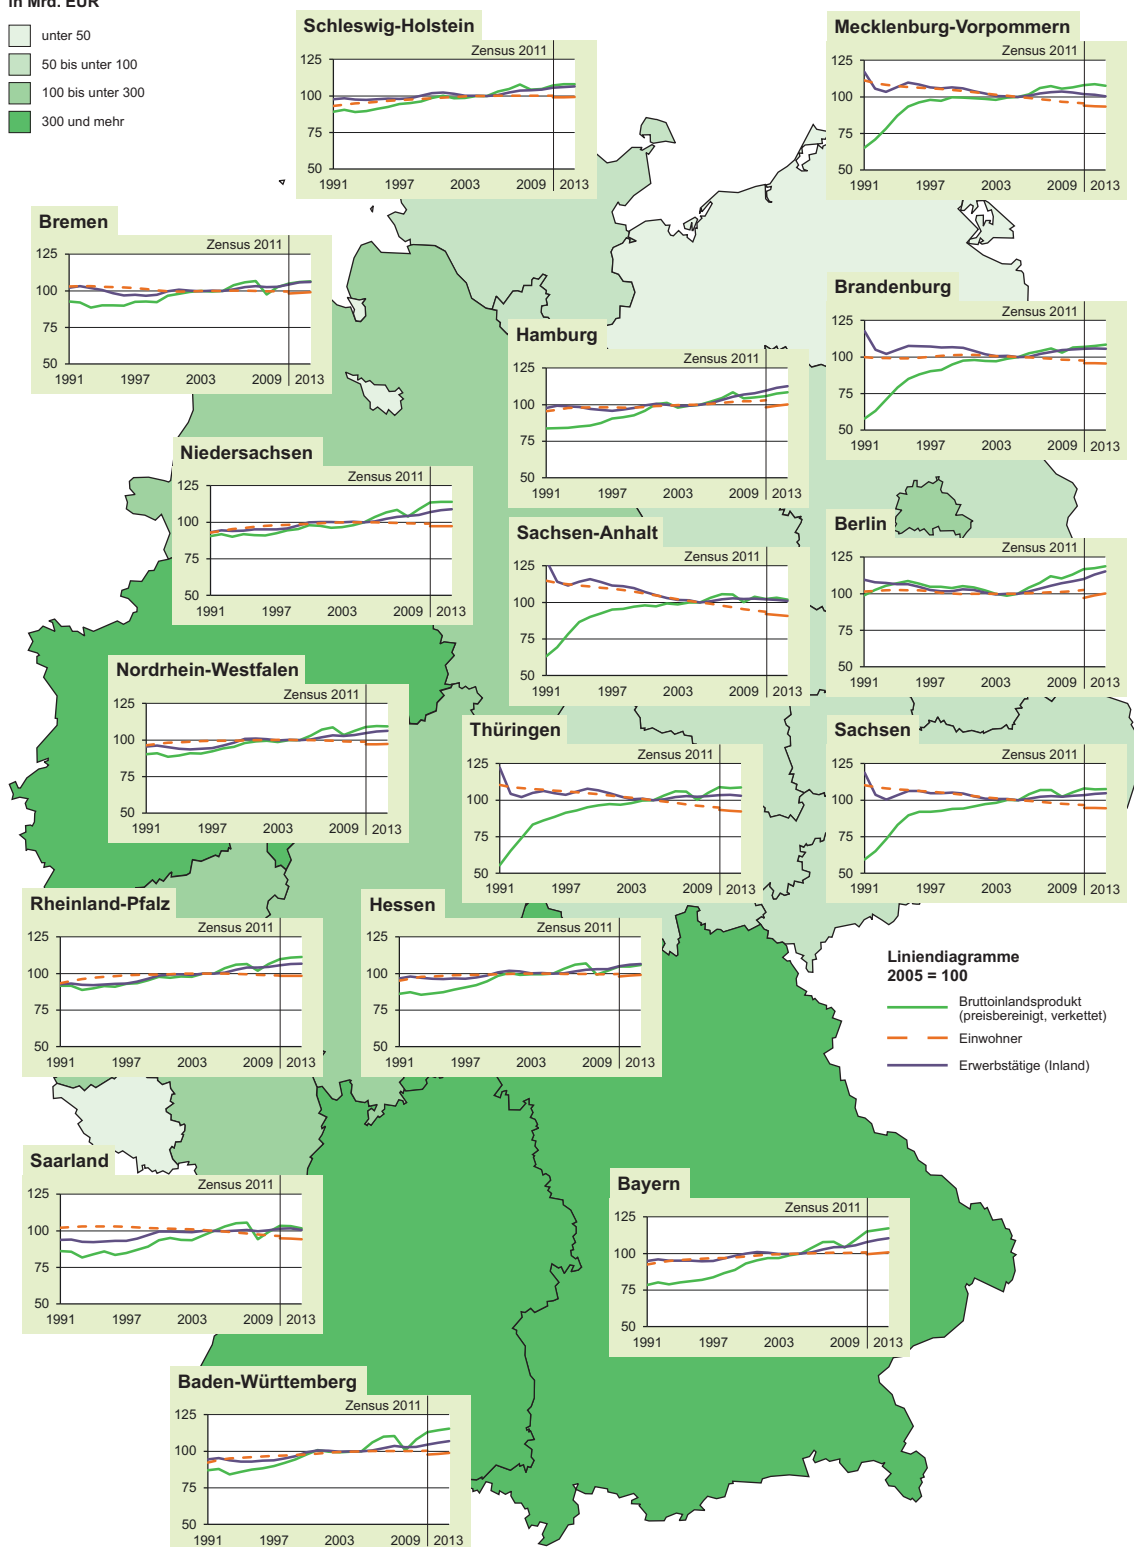 in Mrd. EUR
unter 50
50 bis unter 100
100 bis unter 300
300 und mehr
Schleswig-Holstein
Zensus 2011
125
100
75
50
1991 1997 2003 2009 2013
Mecklenburg-Vorpommern
Zensus 2011
125
100
75
50
1991 1997 2003 2009 2013
Bremen
Zensus 2011
125
100
75
50
1991 1997 2003 2009 2013
Brandenburg
Zensus 2011
125
100
75
50
1991 1997 2003 2009 2013
Hamburg
Zensus 2011
125
100
75
50
1991 1997 2003 2009 2013
Niedersachsen
Zensus 2011
125
100
75
50
1991 1997 2003 2009 2013
Sachsen-Anhalt
Zensus 2011
125
100
75
50
1991 1997 2003 2009 2013
Berlin
Zensus 2011
125
100
75
50
1991 1997 2003 2009 2013
Nordrhein-Westfalen
Zensus 2011
125
100
75
50
1991 1997 2003 2009 2013
Thüringen
Zensus 2011
125
100
75
50
1991 1997 2003 2009 2013
Sachsen
Zensus 2011
125
100
75
50
1991 1997 2003 2009 2013
Rheinland-Pfalz
Zensus 2011
125
100
75
50
1991 1997 2003 2009 2013
Hessen
Zensus 2011
125
100
75
50
1991 1997 2003 2009 2013
Liniendiagramme
2005 = 100
Bruttoinlandsprodukt
(preisbereinigt, verkettet)
Einwohner
Erwerbstätige (Inland)
Saarland
Zensus 2011
125
100
75
50
1991 1997 2003 2009 2013
Bayern
Zensus 2011
125
100
75
50
1991 1997 2003 2009 2013
Baden-Württemberg
Zensus 2011
125
100
75
50
1991 1997 2003 2009 2013